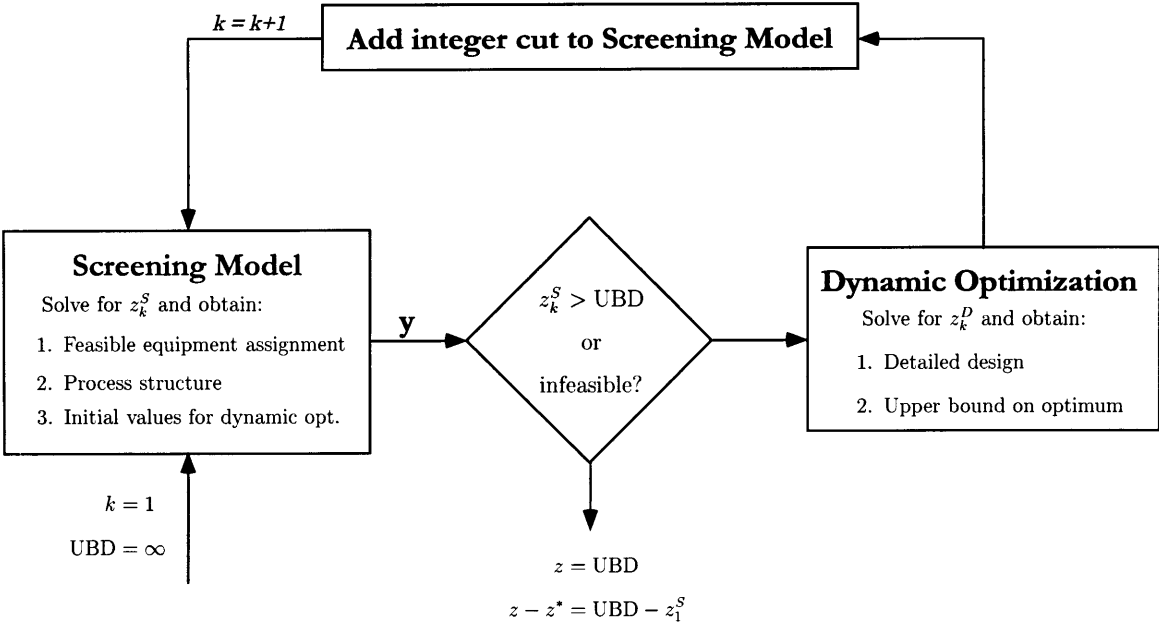 k = k+1
Add integer cut to Screening Model
Screening Model
Solve for z_k^S and obtain:
1. Feasible equipment assignment
2. Process structure
3. Initial values for dynamic opt.
y
z_k^S > UBD
or
infeasible?
Dynamic Optimization
Solve for z_k^D and obtain:
1. Detailed design
2. Upper bound on optimum
k = 1
UBD = ∞
z = UBD
z − z* = UBD − z_1^S